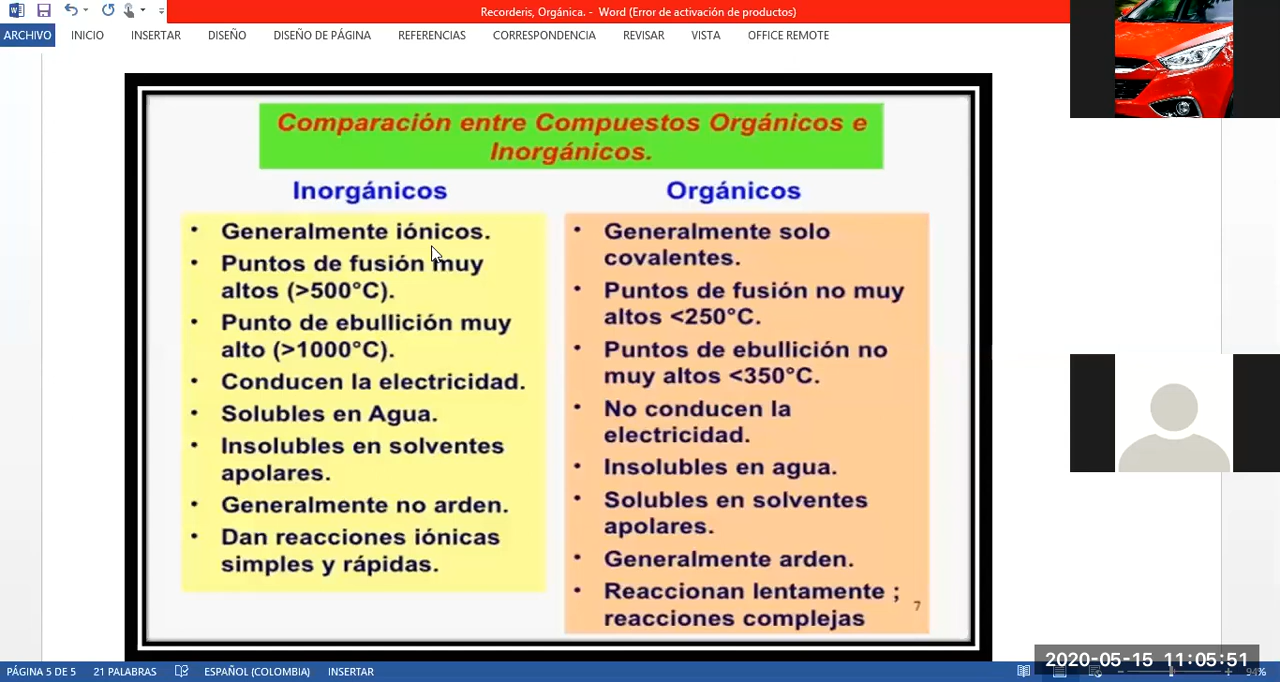 Recorderis, Orgánica. - Word (Error de activación de productos)
ARCHIVO INICIO INSERTAR DISEÑO DISEÑO DE PÁGINA REFERENCIAS CORRESPONDENCIA REVISAR VISTA OFFICE REMOTE
Comparación entre Compuestos Orgánicos e
Inorgánicos.
Inorgánicos
• Generalmente iónicos.
• Puntos de fusión muy
altos (>500°C).
• Punto de ebullición muy
alto (>1000°C).
• Conducen la electricidad.
• Solubles en Agua.
• Insolubles en solventes
apolares.
• Generalmente no arden.
• Dan reacciones iónicas
simples y rápidas.
Orgánicos
• Generalmente solo
covalentes.
• Puntos de fusión no muy
altos <250°C.
• Puntos de ebullición no
muy altos <350°C.
• No conducen la
electricidad.
• Insolubles en agua.
• Solubles en solventes
apolares.
• Generalmente arden.
• Reaccionan lentamente ;
reacciones complejas
7
2020-05-15 11:05:51
PÁGINA 5 DE 5 21 PALABRAS ESPAÑOL (COLOMBIA) INSERTAR 94%